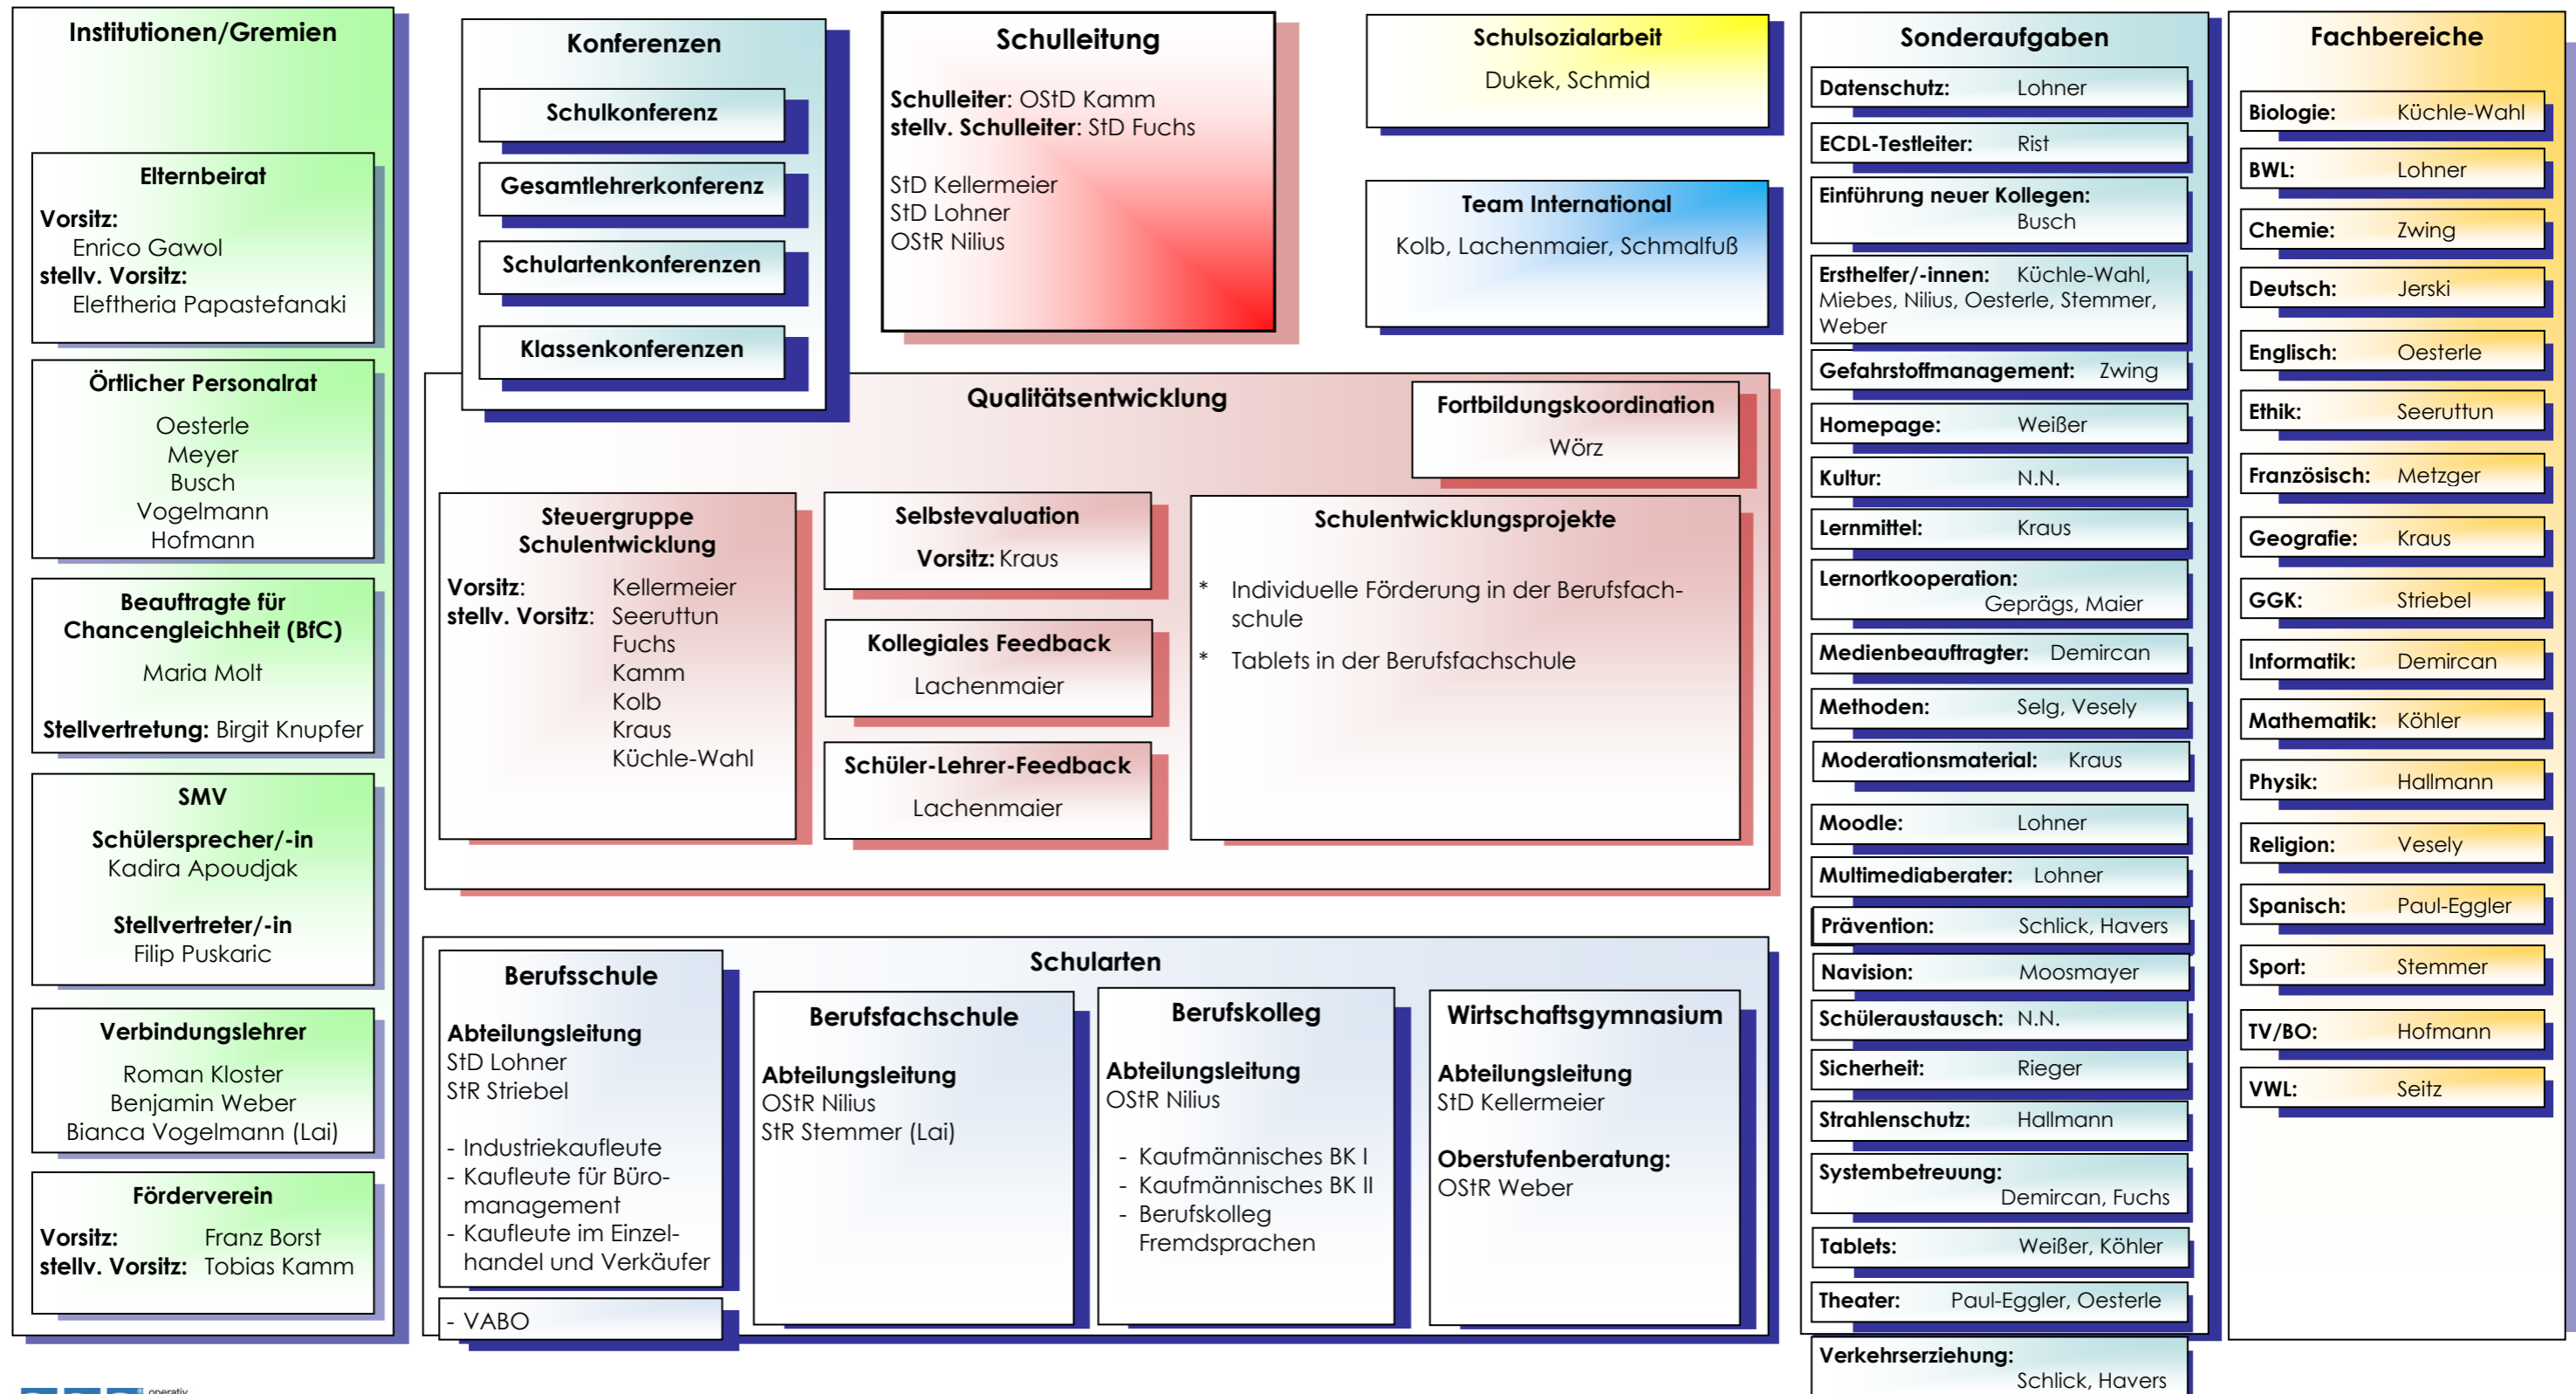 Institutionen/Gremien
Elternbeirat
Vorsitz:
Enrico Gawol
stellv. Vorsitz:
Eleftheria Papastefanaki
Örtlicher Personalrat
Oesterle
Meyer
Busch
Vogelmann
Hofmann
Beauftragte für
Chancengleichheit (BfC)
Maria Molt
Stellvertretung: Birgit Knupfer
SMV
Schülersprecher/-in
Kadira Apoudjak
Stellvertreter/-in
Filip Puskaric
Verbindungslehrer
Roman Kloster
Benjamin Weber
Bianca Vogelmann (Lai)
Förderverein
Vorsitz: Franz Borst
stellv. Vorsitz: Tobias Kamm
Konferenzen
Schulkonferenz
Gesamtlehrerkonferenz
Schulartenkonferenzen
Klassenkonferenzen
Schulleitung
Schulleiter: OStD Kamm
stellv. Schulleiter: StD Fuchs
StD Kellermeier
StD Lohner
OStR Nilius
Schulsozialarbeit
Dukek, Schmid
Team International
Kolb, Lachenmaier, Schmalfuß
Qualitätsentwicklung
Fortbildungskoordination
Wörz
Steuergruppe
Schulentwicklung
Vorsitz: Kellermeier
stellv. Vorsitz: Seeruttun
Fuchs
Kamm
Kolb
Kraus
Küchle-Wahl
Selbstevaluation
Vorsitz: Kraus
Kollegiales Feedback
Lachenmaier
Schüler-Lehrer-Feedback
Lachenmaier
Schulentwicklungsprojekte
* Individuelle Förderung in der Berufsfach-
schule
* Tablets in der Berufsfachschule
Schularten
Berufsschule
Abteilungsleitung
StD Lohner
StR Striebel
- Industriekaufleute
- Kaufleute für Büro-
management
- Kaufleute im Einzel-
handel und Verkäufer
- VABO
Berufsfachschule
Abteilungsleitung
OStR Nilius
StR Stemmer (Lai)
Berufskolleg
Abteilungsleitung
OStR Nilius
- Kaufmännisches BK I
- Kaufmännisches BK II
- Berufskolleg
Fremdsprachen
Wirtschaftsgymnasium
Abteilungsleitung
StD Kellermeier
Oberstufenberatung:
OStR Weber
Sonderaufgaben
Datenschutz: Lohner
ECDL-Testleiter: Rist
Einführung neuer Kollegen:
Busch
Ersthelfer/-innen: Küchle-Wahl,
Miebes, Nilius, Oesterle, Stemmer,
Weber
Gefahrstoffmanagement: Zwing
Homepage: Weißer
Kultur: N.N.
Lernmittel: Kraus
Lernortkooperation:
Geprägs, Maier
Medienbeauftragter: Demircan
Methoden: Selg, Vesely
Moderationsmaterial: Kraus
Moodle: Lohner
Multimediaberater: Lohner
Prävention: Schlick, Havers
Navision: Moosmayer
Schüleraustausch: N.N.
Sicherheit: Rieger
Strahlenschutz: Hallmann
Systembetreuung:
Demircan, Fuchs
Tablets: Weißer, Köhler
Theater: Paul-Eggler, Oesterle
Verkehrserziehung:
Schlick, Havers
Fachbereiche
Biologie: Küchle-Wahl
BWL: Lohner
Chemie: Zwing
Deutsch: Jerski
Englisch: Oesterle
Ethik: Seeruttun
Französisch: Metzger
Geografie: Kraus
GGK: Striebel
Informatik: Demircan
Mathematik: Köhler
Physik: Hallmann
Religion: Vesely
Spanisch: Paul-Eggler
Sport: Stemmer
TV/BO: Hofmann
VWL: Seitz
operativ